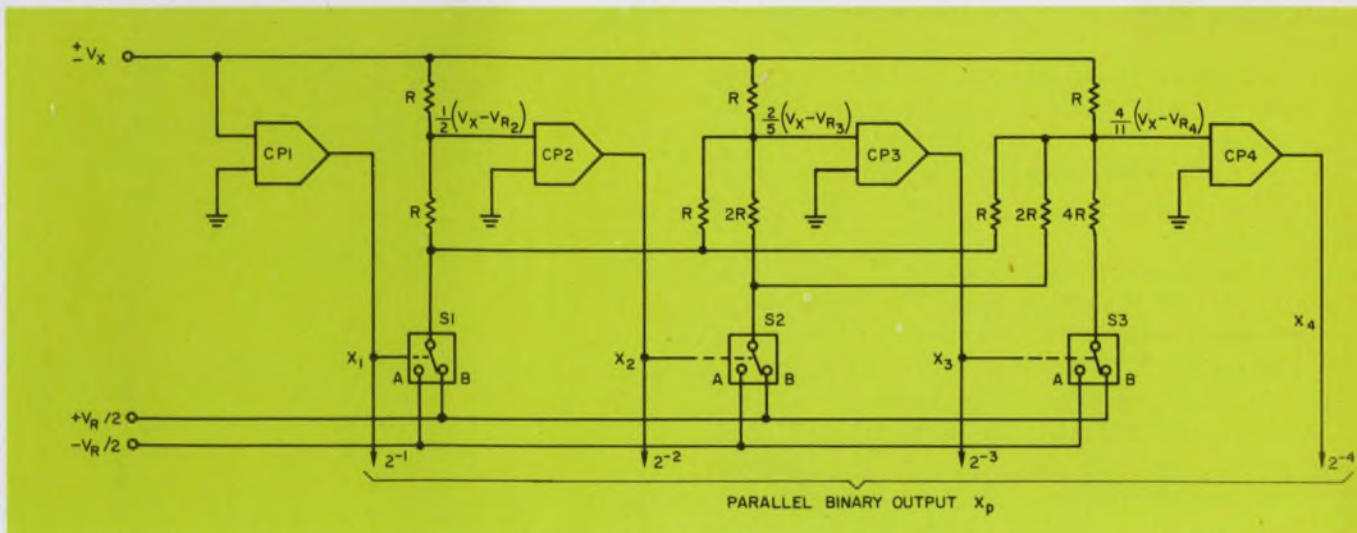 ± Vx
R
R
R
½(Vx-VR2)
2/5(Vx-VR3)
4/11(Vx-VR4)
CP1
CP2
CP3
CP4
R
R
2R
R
2R
4R
S1
S2
S3
X1
X2
X3
X4
A
B
A
B
A
B
+VR/2
-VR/2
2⁻¹
2⁻²
2⁻³
2⁻⁴
PARALLEL BINARY OUTPUT Xp